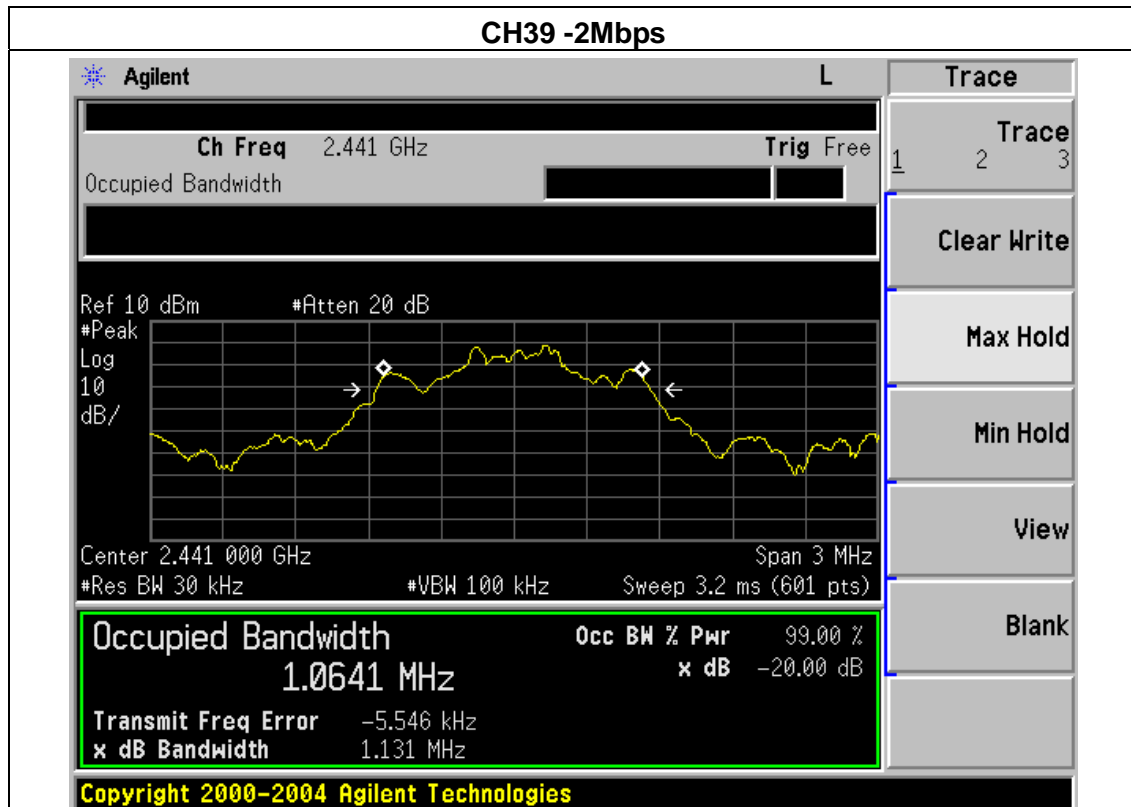 CH39 -2Mbps
Agilent L Trace
Ch Freq 2.441 GHz Trig Free
Occupied Bandwidth
Trace
1 2 3
Clear Write
Max Hold
Min Hold
View
Blank
Ref 10 dBm #Atten 20 dB
#Peak
Log
10
dB/
Center 2.441 000 GHz Span 3 MHz
#Res BW 30 kHz #VBW 100 kHz Sweep 3.2 ms (601 pts)
Occupied Bandwidth Occ BW % Pwr 99.00 %
1.0641 MHz x dB -20.00 dB
Transmit Freq Error -5.546 kHz
x dB Bandwidth 1.131 MHz
Copyright 2000-2004 Agilent Technologies